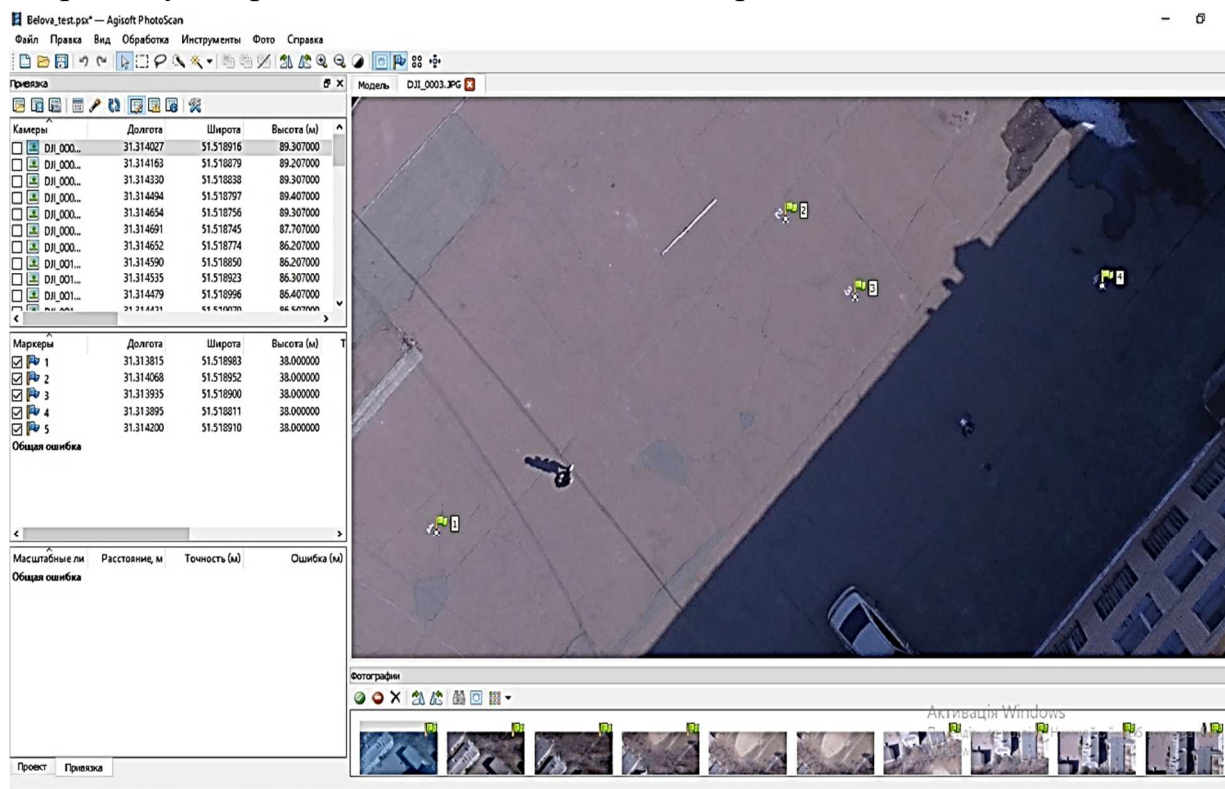 Belova_test.psx* — Agisoft PhotoScan
Файл Правка Вид Обработка Инструменты Фото Справка
Привязка
Модель DJI_0003.JPG
Камеры Долгота Широта Высота (м)
DJI_000... 31.314027 51.518916 89.307000
DJI_000... 31.314163 51.518879 89.207000
DJI_000... 31.314330 51.518838 89.307000
DJI_000... 31.314494 51.518797 89.407000
DJI_000... 31.314654 51.518756 89.307000
DJI_000... 31.314691 51.518745 87.707000
DJI_000... 31.314652 51.518774 86.207000
DJI_001... 31.314590 51.518850 86.207000
DJI_001... 31.314535 51.518923 86.307000
DJI_001... 31.314479 51.518996 86.407000
Маркеры Долгота Широта Высота (м) Т
1 31.313815 51.518983 38.000000
2 31.314068 51.518952 38.000000
3 31.313935 51.518900 38.000000
4 31.313895 51.518811 38.000000
5 31.314200 51.518910 38.000000
Общая ошибка
2
3
4
1
Масштабные ли Расстояние, м Точность (м) Ошибка (м)
Общая ошибка
Фотографии
Активація Windows
Проект Привязка